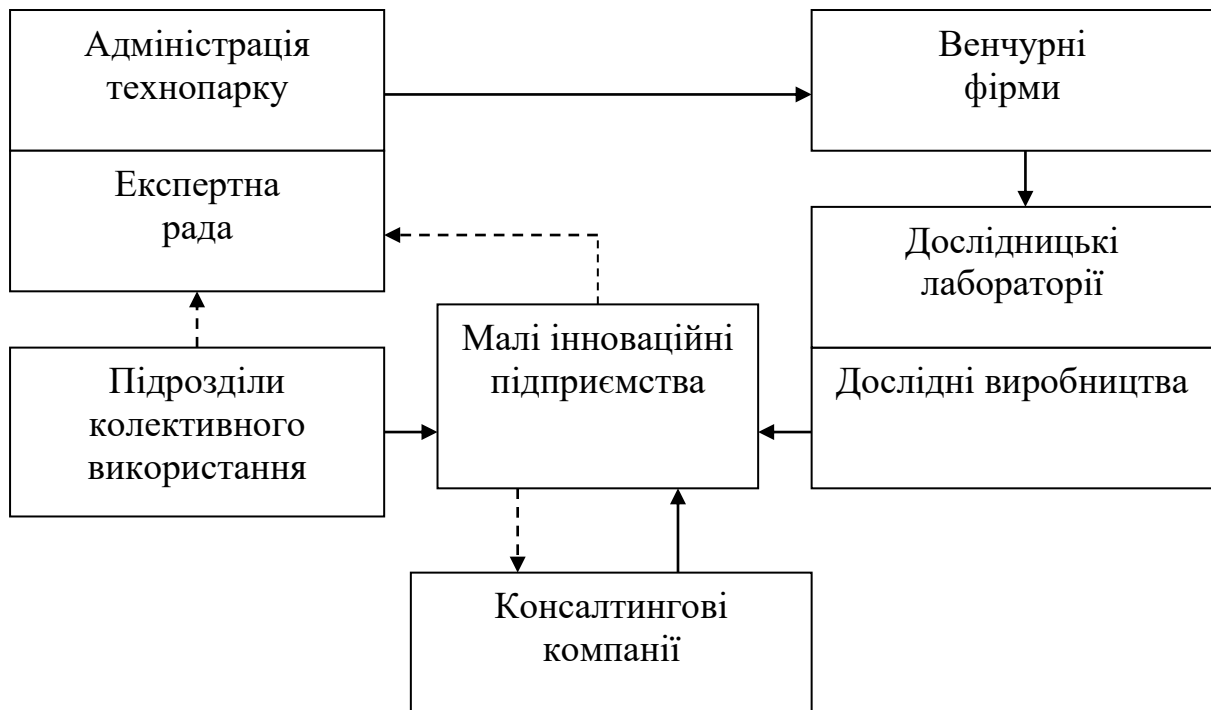 Адміністрація
технопарку
Венчурні
фірми
Експертна
рада
Дослідницькі
лабораторії
Малі інноваційні
підприємства
Підрозділи
колективного
використання
Дослідні виробництва
Консалтингові
компанії